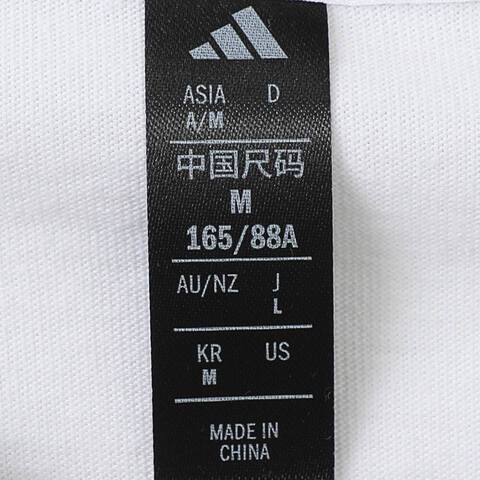 ASIA D
A/M
中国尺码
M
165/88A
AU/NZ J
L
KR US
M
MADE IN
CHINA